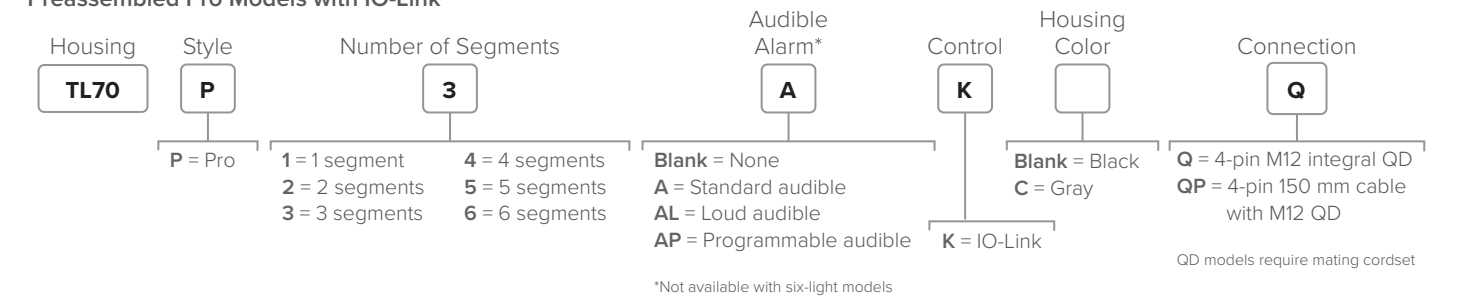 Preassembled Pro Models with IO-Link
Housing
Style
Number of Segments
Audible
Alarm*
Control
Housing
Color
Connection
TL70
P
3
A
K
Q
P = Pro
1 = 1 segment
2 = 2 segments
3 = 3 segments
4 = 4 segments
5 = 5 segments
6 = 6 segments
Blank = None
A = Standard audible
AL = Loud audible
AP = Programmable audible
*Not available with six-light models
K = IO-Link
Blank = Black
C = Gray
Q = 4-pin M12 integral QD
QP = 4-pin 150 mm cable
with M12 QD
QD models require mating cordset